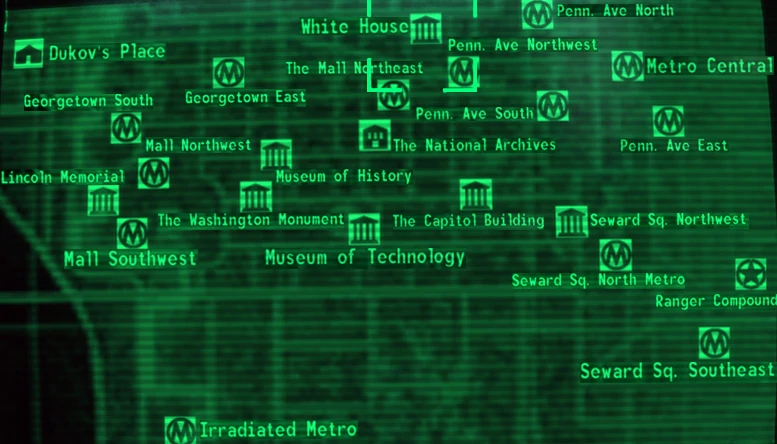 Penn. Ave North
White House
Penn. Ave Northwest
Dukov's Place
The Mall Northeast
Metro Central
Georgetown South
Georgetown East
Penn. Ave South
Mall Northwest
The National Archives
Penn. Ave East
Lincoln Memorial
Museum of History
The Washington Monument
The Capitol Building
Seward Sq. Northwest
Mall Southwest
Museum of Technology
Seward Sq. North Metro
Ranger Compound
Seward Sq. Southeast
Irradiated Metro